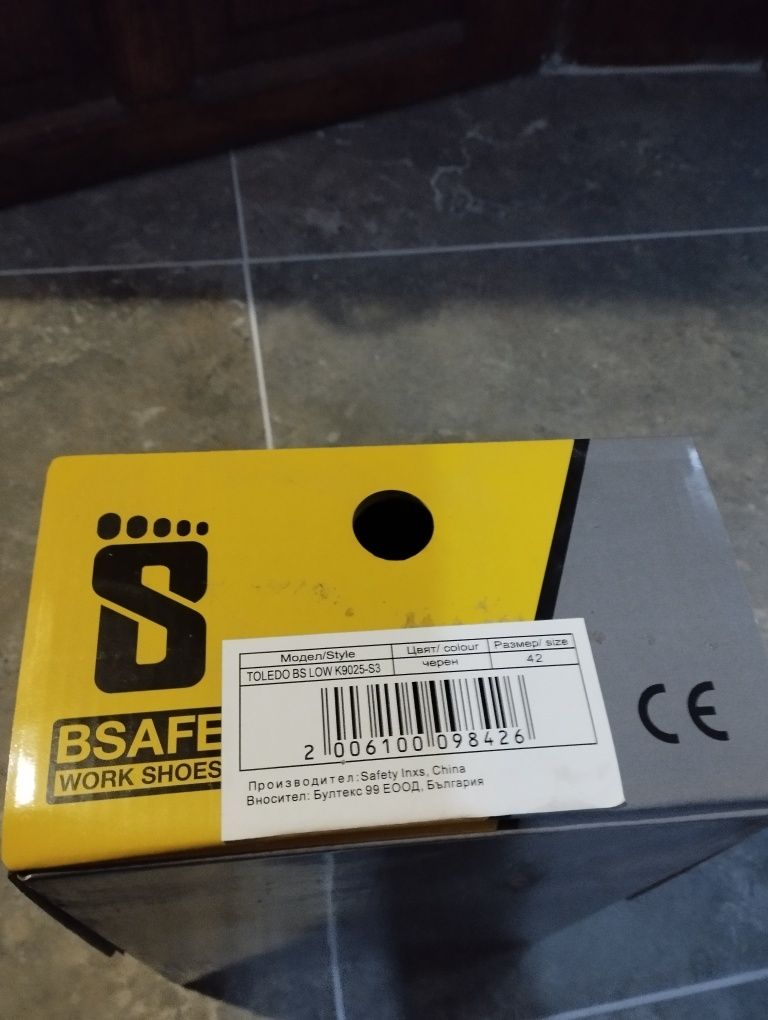 BSAFE
WORK SHOES
Модел/Style Цвят/ colour Размер/ size
TOLEDO BS LOW K9025-S3 черен 42
2 006100 098426
Производител:Safety Inxs, China
Вносител: Бултекс 99 ЕООД, България
CE